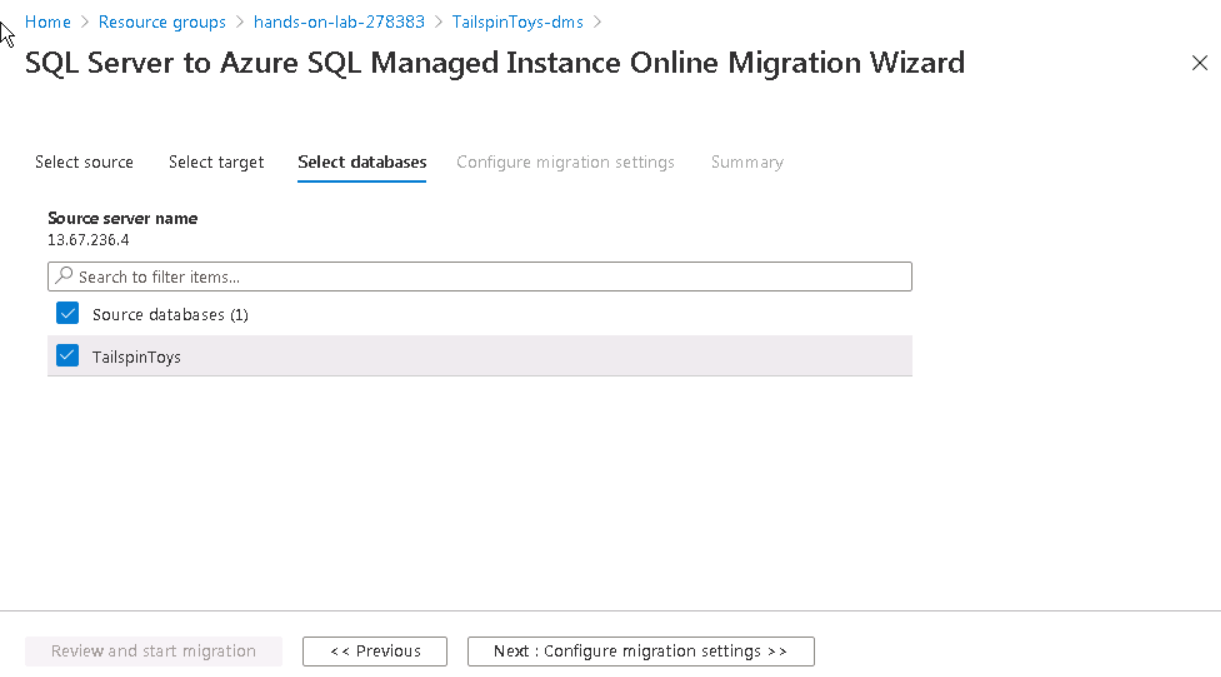 Home > Resource groups > hands-on-lab-278383 > TailspinToys-dms >
SQL Server to Azure SQL Managed Instance Online Migration Wizard
Select source Select target Select databases Configure migration settings Summary
Source server name
13.67.236.4
Search to filter items...
Source databases (1)
TailspinToys
Review and start migration << Previous Next : Configure migration settings >>